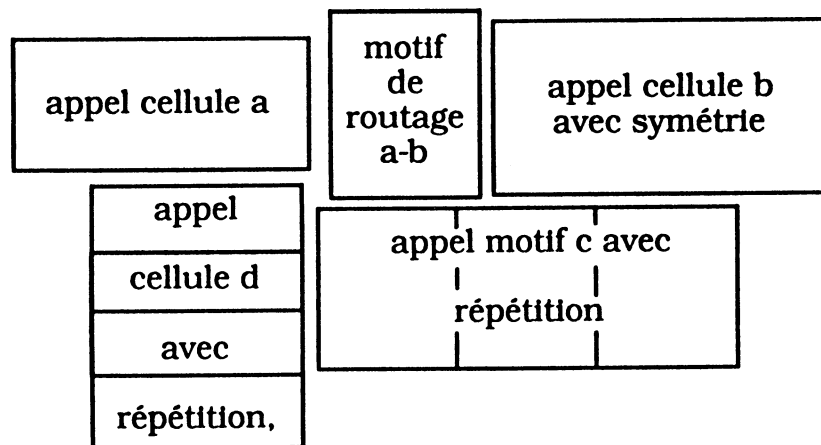 appel cellule a
motif
de
routage
a-b
appel cellule b
avec symétrie
appel
cellule d
avec
répétition,
appel motif c avec
répétition